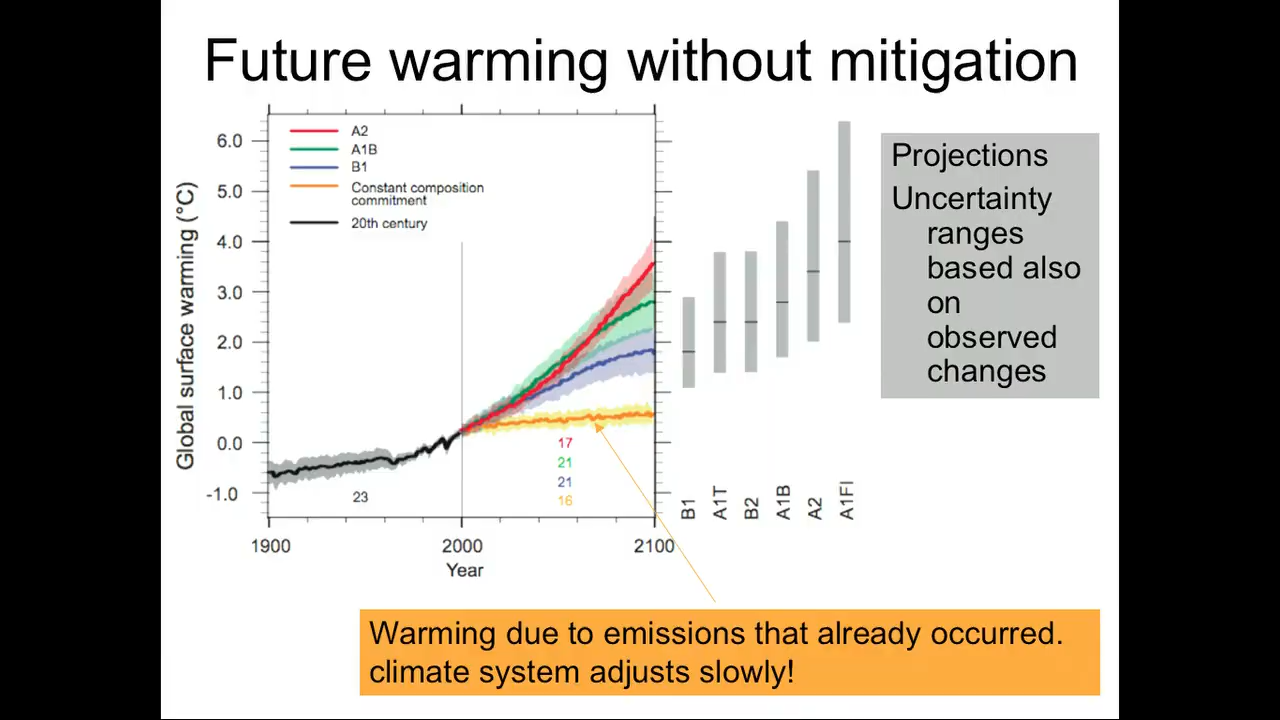 Future warming without mitigation
6.0
5.0
4.0
3.0
2.0
1.0
0.0
-1.0
Global surface warming (°C)
A2
A1B
B1
Constant composition
commitment
20th century
17
21
21
16
23
1900
2000
2100
Year
B1
A1T
B2
A1B
A2
A1FI
Projections
Uncertainty
ranges
based also
on
observed
changes
Warming due to emissions that already occurred.
climate system adjusts slowly!